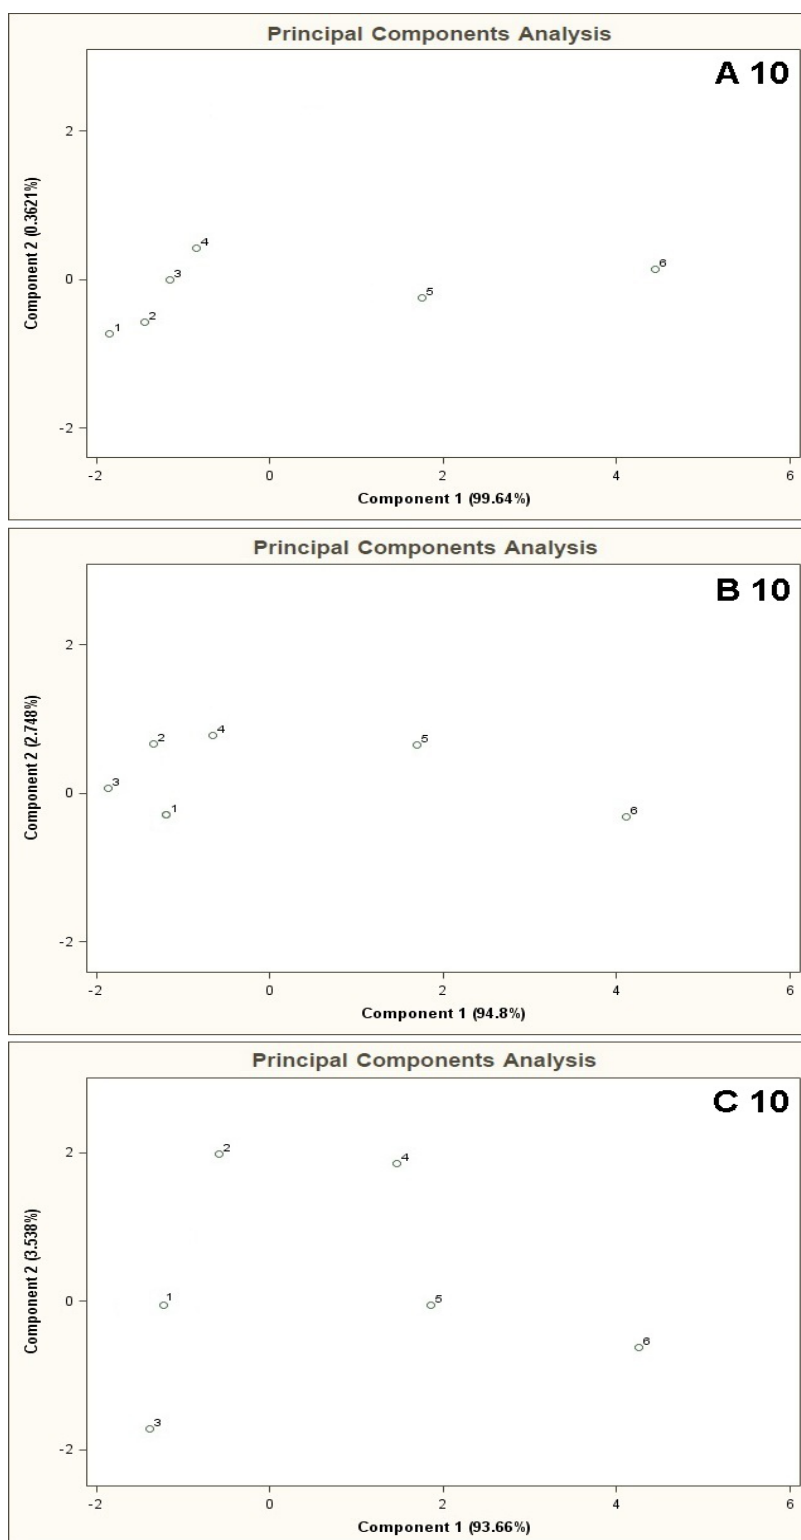 Principal Components Analysis
A 10
2
4
3
6
0
5
2
1
-2
-2 0 2 4 6
Component 2 (0.3621%)
Component 1 (99.64%)
Principal Components Analysis
B 10
2
2
4
5
3
0
1
6
-2
-2 0 2 4 6
Component 2 (2.748%)
Component 1 (94.8%)
Principal Components Analysis
C 10
2
2
4
1
0
5
6
3
-2
-2 0 2 4 6
Component 2 (3.538%)
Component 1 (93.66%)